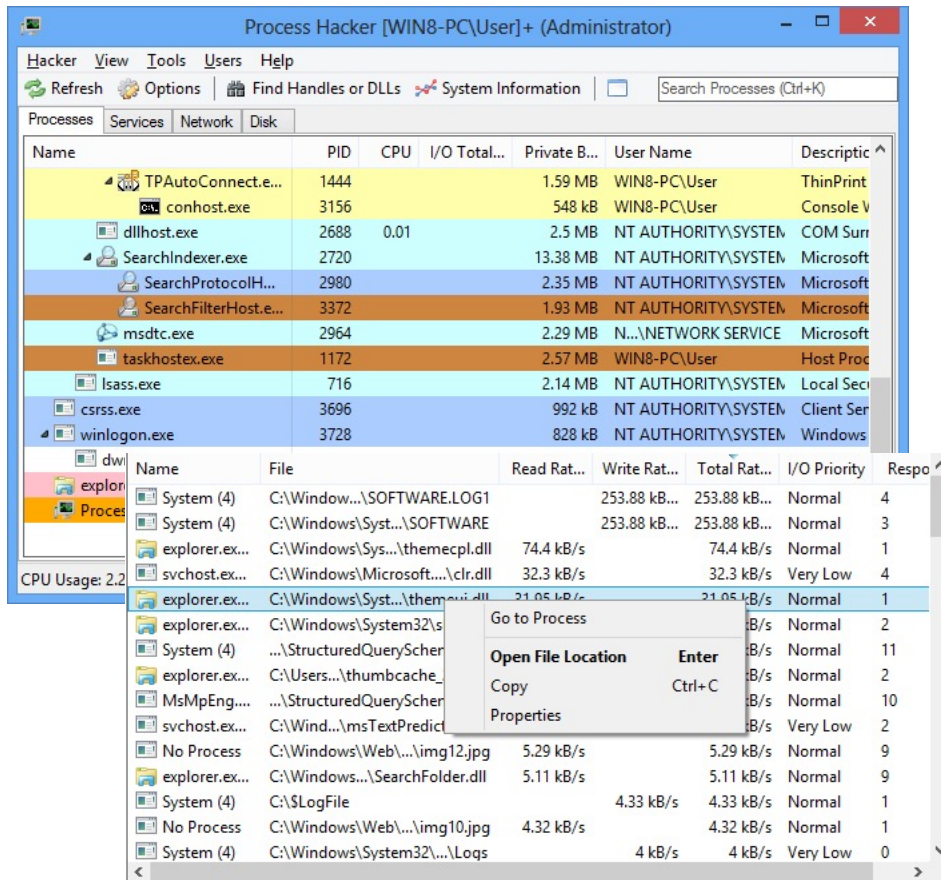 Process Hacker [WIN8-PC\User]+ (Administrator)
Hacker View Tools Users Help
Refresh Options Find Handles or DLLs System Information Search Processes (Ctrl+K)
Processes Services Network Disk
Name PID CPU I/O Total... Private B... User Name Descriptic
TPAutoConnect.e... 1444 1.59 MB WIN8-PC\User ThinPrint
conhost.exe 3156 548 kB WIN8-PC\User Console V
dllhost.exe 2688 0.01 2.5 MB NT AUTHORITY\SYSTEM COM Surr
SearchIndexer.exe 2720 13.38 MB NT AUTHORITY\SYSTEM Microsoft
SearchProtocolH... 2980 2.35 MB NT AUTHORITY\SYSTEM Microsoft
SearchFilterHost.e... 3372 1.93 MB NT AUTHORITY\SYSTEM Microsoft
msdtc.exe 2964 2.29 MB N...\NETWORK SERVICE Microsoft
taskhostex.exe 1172 2.57 MB WIN8-PC\User Host Proc
lsass.exe 716 2.14 MB NT AUTHORITY\SYSTEM Local Secu
csrss.exe 3696 992 kB NT AUTHORITY\SYSTEM Client Ser
winlogon.exe 3728 828 kB NT AUTHORITY\SYSTEM Windows
dw
explor
Proces
CPU Usage: 2.2
Name File Read Rat... Write Rat... Total Rat... I/O Priority Respo
System (4) C:\Window...\SOFTWARE.LOG1 253.88 kB... 253.88 kB... Normal 4
System (4) C:\Windows\Syst...\SOFTWARE 253.88 kB... 253.88 kB... Normal 3
explorer.ex... C:\Windows\Sys...\themecpl.dll 74.4 kB/s 74.4 kB/s Normal 1
svchost.ex... C:\Windows\Microsoft....\clr.dll 32.3 kB/s 32.3 kB/s Very Low 4
explorer.ex... C:\Windows\Syst...\themeui.dll 31.95 kB/s 31.95 kB/s Normal 1
explorer.ex... C:\Windows\System32\s B/s Normal 2
System (4) ...\StructuredQuerySchem B/s Normal 11
explorer.ex... C:\Users...\thumbcache_ B/s Normal 2
MsMpEng.... ...\StructuredQuerySchem B/s Normal 10
svchost.ex... C:\Wind...\msTextPredict B/s Very Low 2
No Process C:\Windows\Web\...\img12.jpg 5.29 kB/s 5.29 kB/s Normal 9
explorer.ex... C:\Windows...\SearchFolder.dll 5.11 kB/s 5.11 kB/s Normal 9
System (4) C:\$LogFile 4.33 kB/s 4.33 kB/s Normal 1
No Process C:\Windows\Web\...\img10.jpg 4.32 kB/s 4.32 kB/s Normal 1
System (4) C:\Windows\System32\...\Logs 4 kB/s 4 kB/s Very Low 0
Go to Process
Open File Location Enter
Copy Ctrl+C
Properties